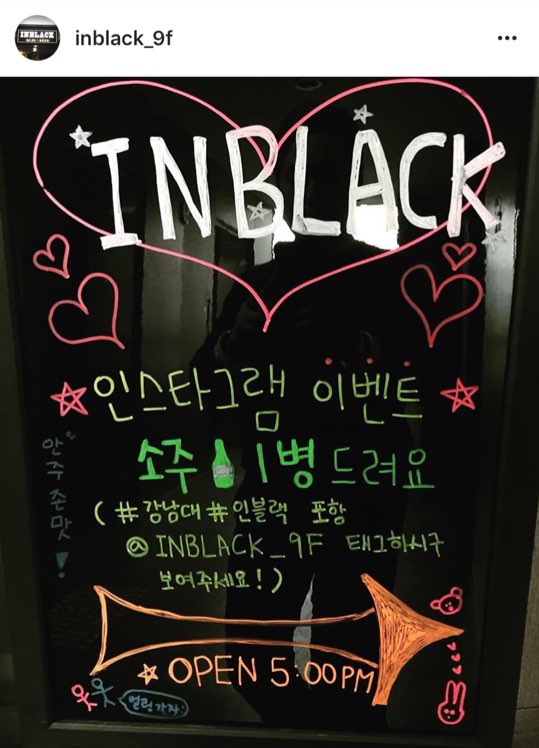 INBLACK
inblack_9f
INBLACK
인스타그램 이벤트
소주 1병 드려요
(#강남대 #인블랙 포함
@INBLACK_9F 태그하시구
보여주세요!)
안주 존맛!
OPEN 5:00PM
얼른 가자!